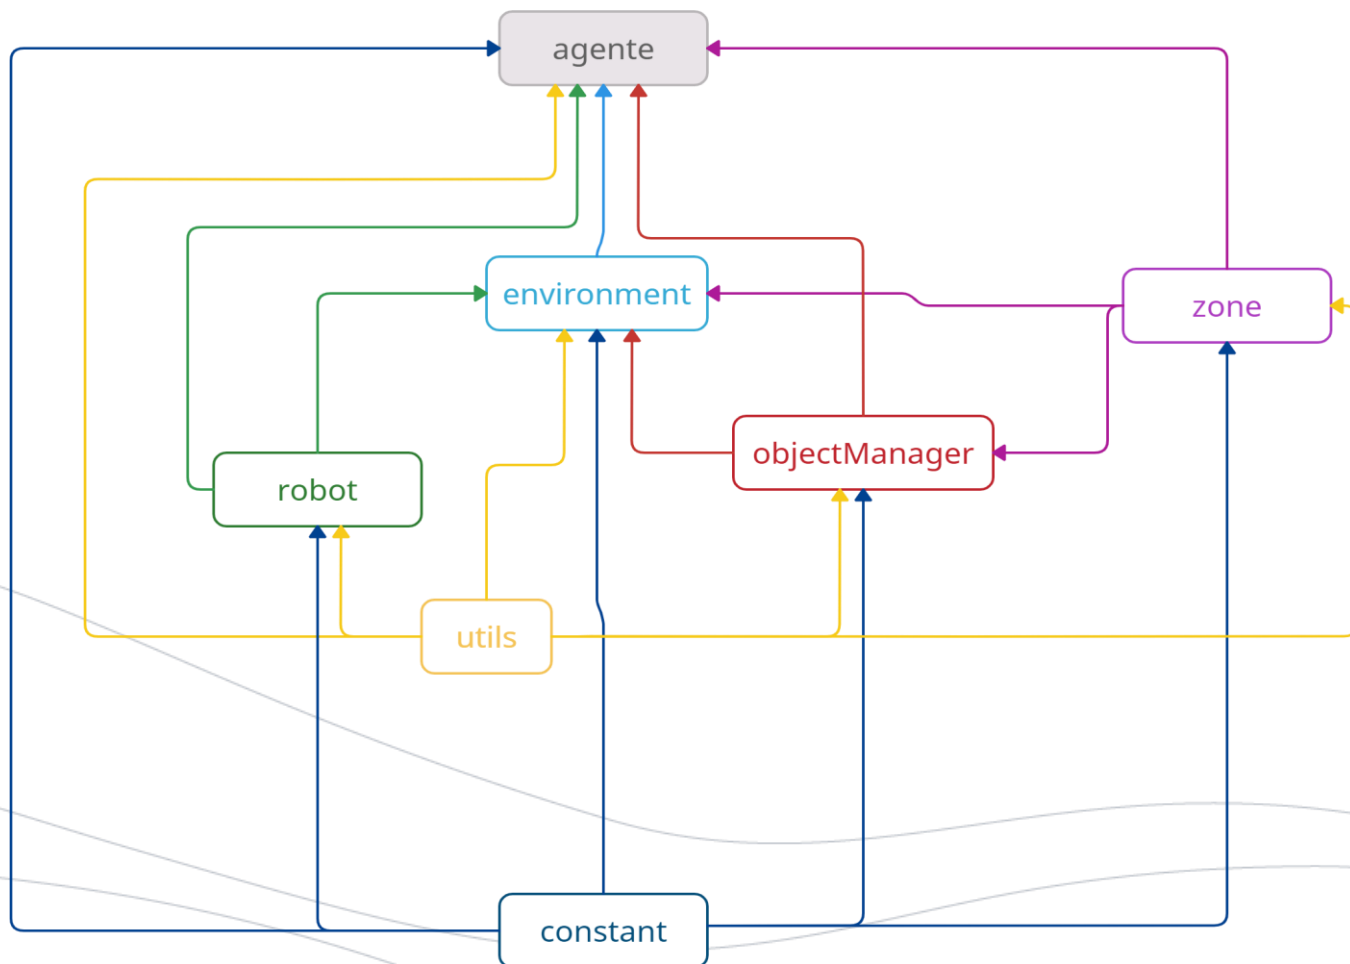 agente
environment
zone
objectManager
robot
utils
constant